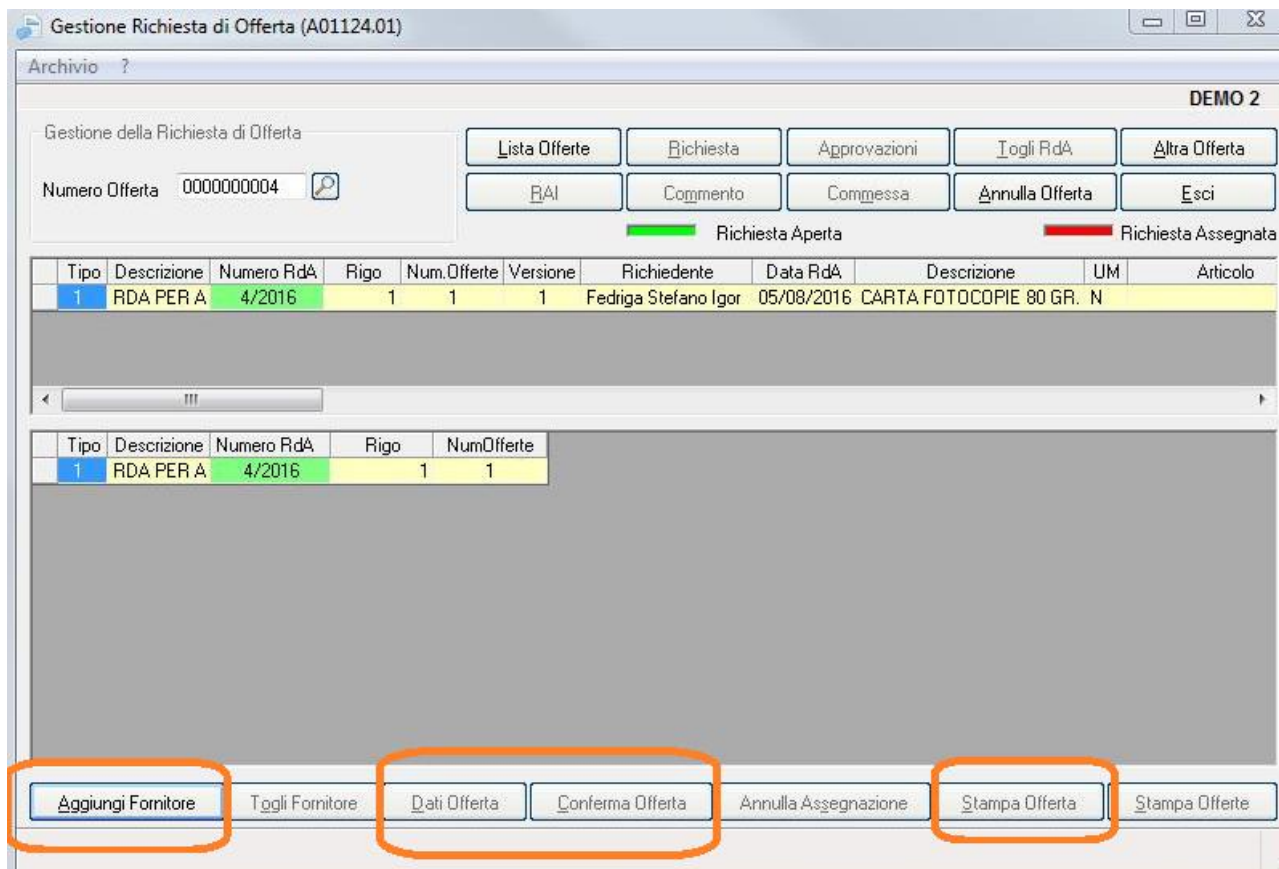 Gestione Richiesta di Offerta (A01124.01)
Archivio ?
DEMO 2
Gestione della Richiesta di Offerta
Numero Offerta 0000000004
Lista Offerte Richiesta Approvazioni Togli RdA Altra Offerta
RAI Commento Commessa Annulla Offerta Esci
Richiesta Aperta Richiesta Assegnata
Tipo Descrizione Numero RdA Rigo Num.Offerte Versione Richiedente Data RdA Descrizione UM Articolo
1 RDA PER A 4/2016 1 1 1 Fedriga Stefano Igor 05/08/2016 CARTA FOTOCOPIE 80 GR. N
Tipo Descrizione Numero RdA Rigo NumOfferte
1 RDA PER A 4/2016 1 1
Aggiungi Fornitore Togli Fornitore Dati Offerta Conferma Offerta Annulla Assegnazione Stampa Offerta Stampa Offerte